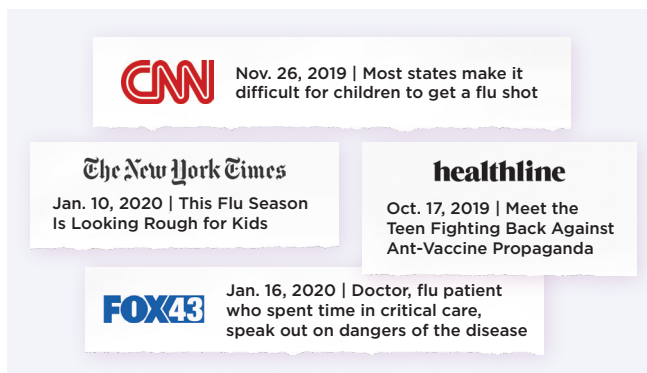 CNN
Nov. 26, 2019 | Most states make it
difficult for children to get a flu shot
The New York Times
Jan. 10, 2020 | This Flu Season
Is Looking Rough for Kids
healthline
Oct. 17, 2019 | Meet the
Teen Fighting Back Against
Ant-Vaccine Propaganda
FOX43
Jan. 16, 2020 | Doctor, flu patient
who spent time in critical care,
speak out on dangers of the disease